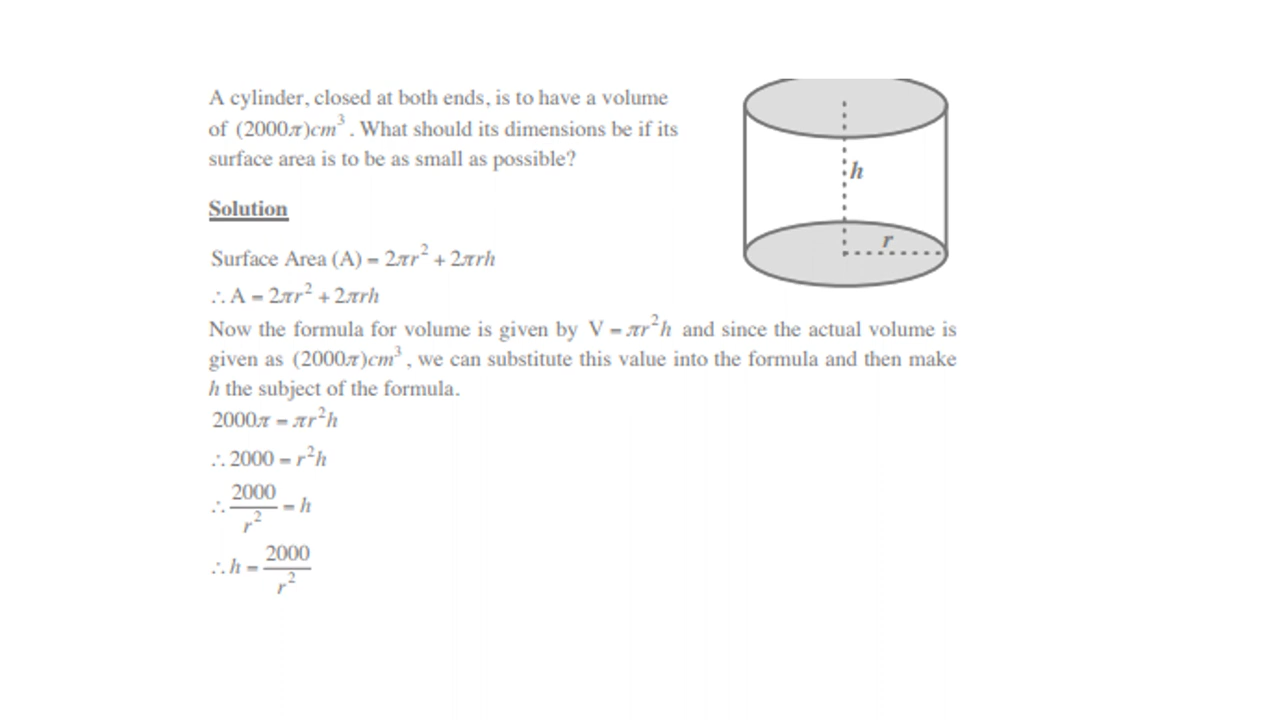 A cylinder, closed at both ends, is to have a volume
of (2000π)cm³. What should its dimensions be if its
surface area is to be as small as possible?
h
r
Solution
Surface Area (A) = 2πr² + 2πrh
∴ A = 2πr² + 2πrh
Now the formula for volume is given by V = πr²h and since the actual volume is
given as (2000π)cm³, we can substitute this value into the formula and then make
h the subject of the formula.
2000π = πr²h
∴ 2000 = r²h
∴ 2000/r² = h
∴ h = 2000/r²